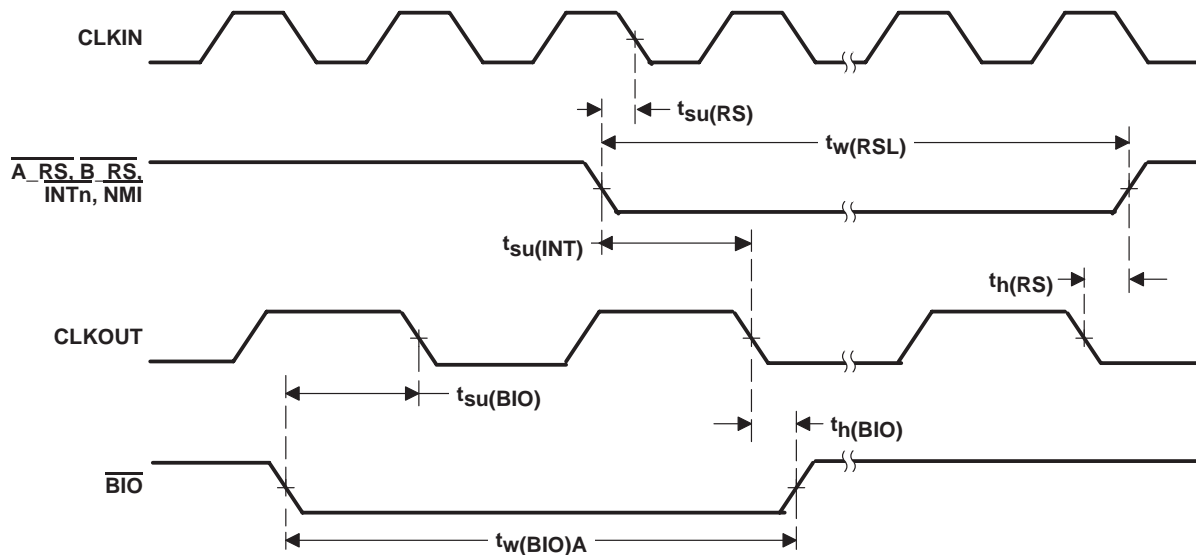 CLKIN
tsu(RS)
tw(RSL)
A_RS, B_RS,
INTn, NMI
tsu(INT)
th(RS)
CLKOUT
tsu(BIO)
th(BIO)
BIO
tw(BIO)A